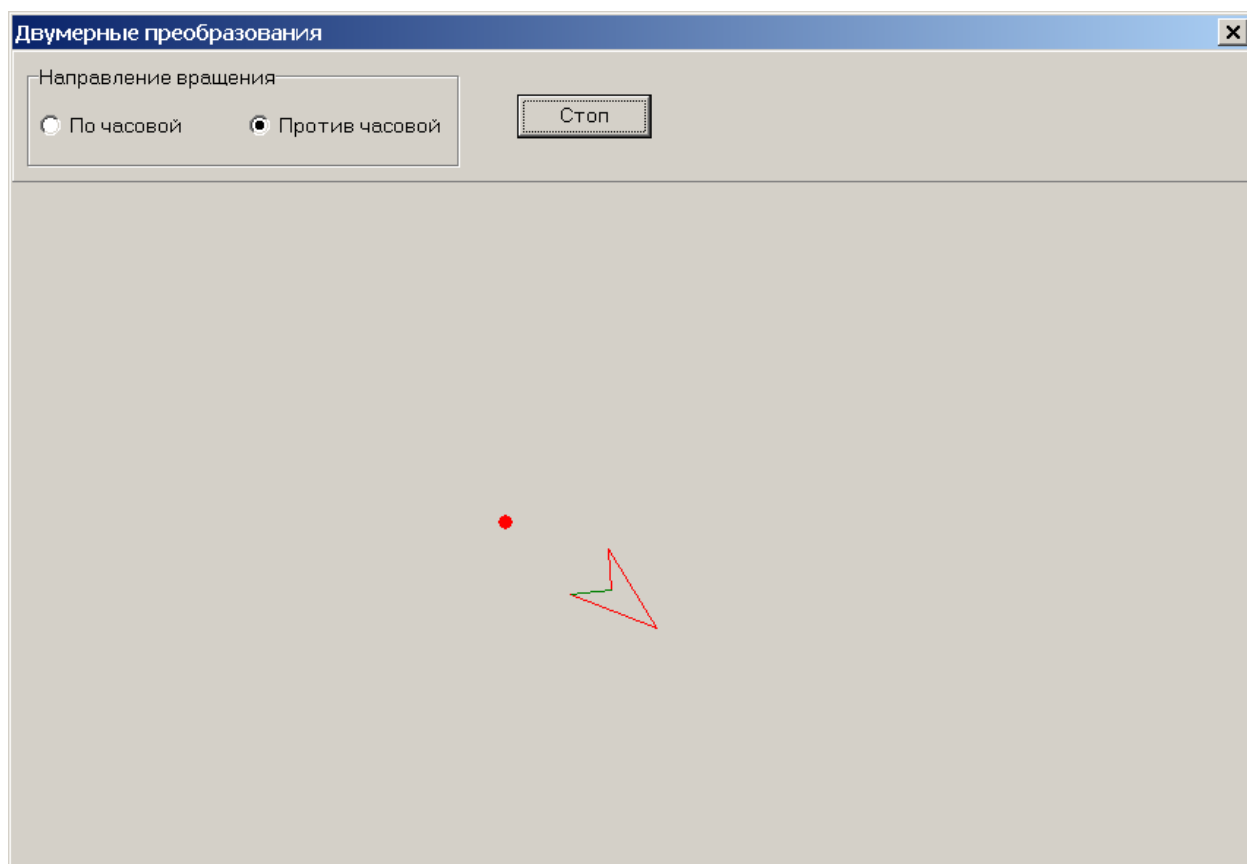 Двумерные преобразования
Направление вращения
По часовой
Против часовой
Стоп